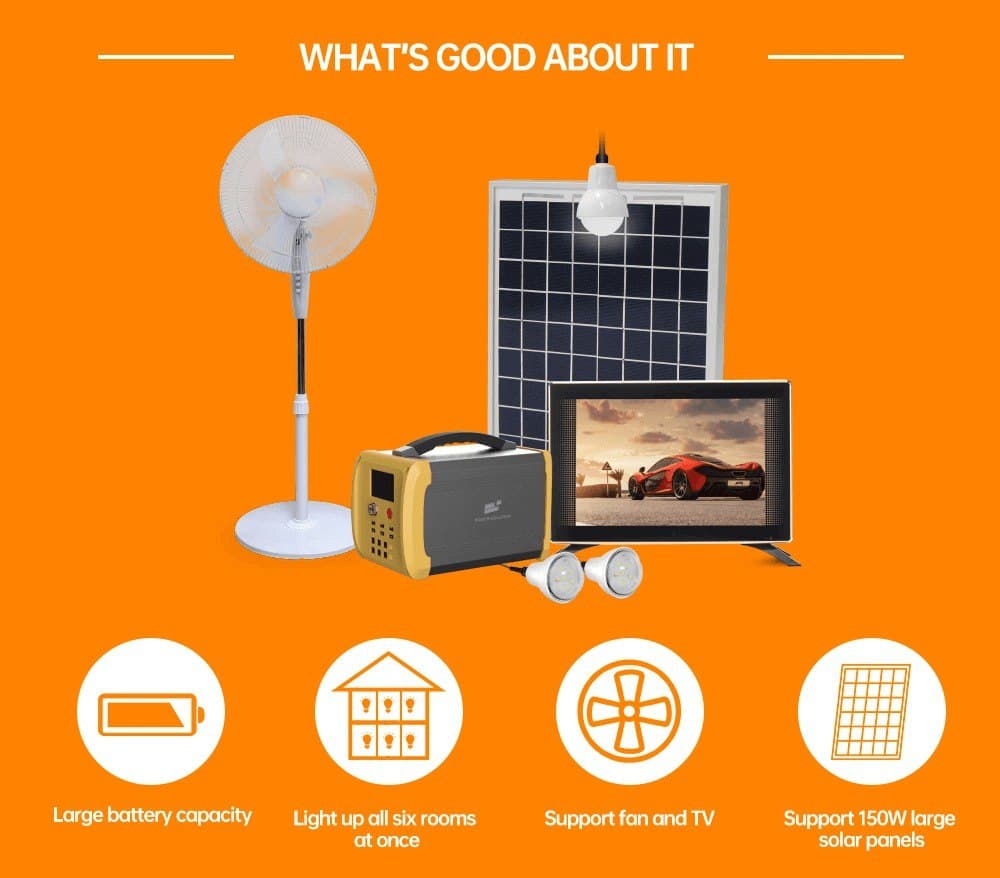 WHAT'S GOOD ABOUT IT
Large battery capacity
Light up all six rooms
at once
Support fan and TV
Support 150W large
solar panels